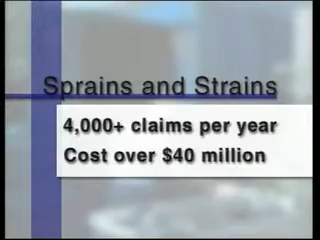 Sprains and Strains
4,000+ claims per year
Cost over $40 million